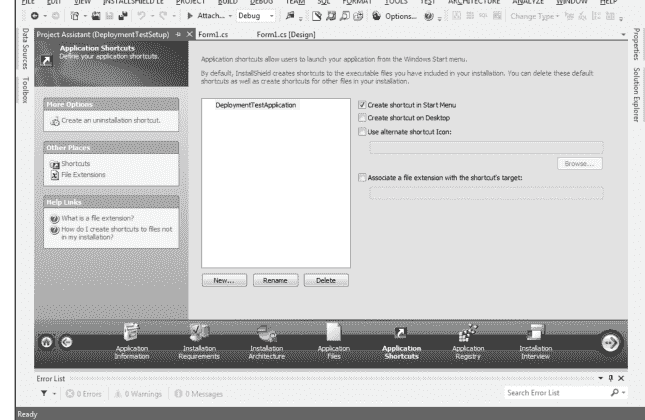 FILE EDIT VIEW INSTALLSHIELD LE PROJECT BUILD DEBUG TEAM SQL FORMAT TOOLS TEST ARCHITECTURE ANALYZE WINDOW HELP
Attach... Debug Options... Change Type
Data Sources
Toolbox
Project Assistant (DeploymentTestSetup) Form1.cs Form1.cs [Design]
Properties
Solution Explorer
Application Shortcuts
Define your application shortcuts.
Application shortcuts allow users to launch your application from the Windows Start menu.
By default, InstallShield creates shortcuts to the executable files you have included in your installation. You can delete these default
shortcuts as well as create shortcuts for other files in your installation.
More Options
Create an uninstallation shortcut.
Other Places
Shortcuts
File Extensions
Help Links
What is a file extension?
How do I create shortcuts to files not
in my installation?
DeploymentTestApplication
Create shortcut in Start Menu
Create shortcut on Desktop
Use alternate shortcut Icon:
Browse...
Associate a file extension with the shortcut's target:
New... Rename Delete
Application Information
Installation Requirements
Installation Architecture
Application Files
Application Shortcuts
Application Registry
Installation Interview
Error List
0 Errors 0 Warnings 0 Messages Search Error List
Ready